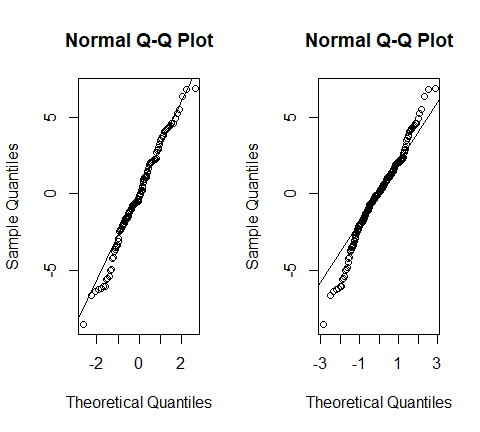 Normal Q-Q Plot
Sample Quantiles
5
0
-5
-2
0
2
Theoretical Quantiles
Normal Q-Q Plot
Sample Quantiles
5
0
-5
-3
-1
1
3
Theoretical Quantiles